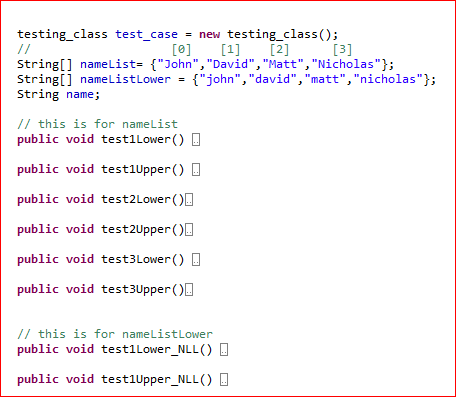 testing_class test_case = new testing_class();
// [0] [1] [2] [3]
String[] nameList= {"John","David","Matt","Nicholas"};
String[] nameListLower = {"john","david","matt","nicholas"};
String name;
// this is for nameList
public void test1Lower()
public void test1Upper()
public void test2Lower()
public void test2Upper()
public void test3Lower()
public void test3Upper()
// this is for nameListLower
public void test1Lower_NLL()
public void test1Upper_NLL()